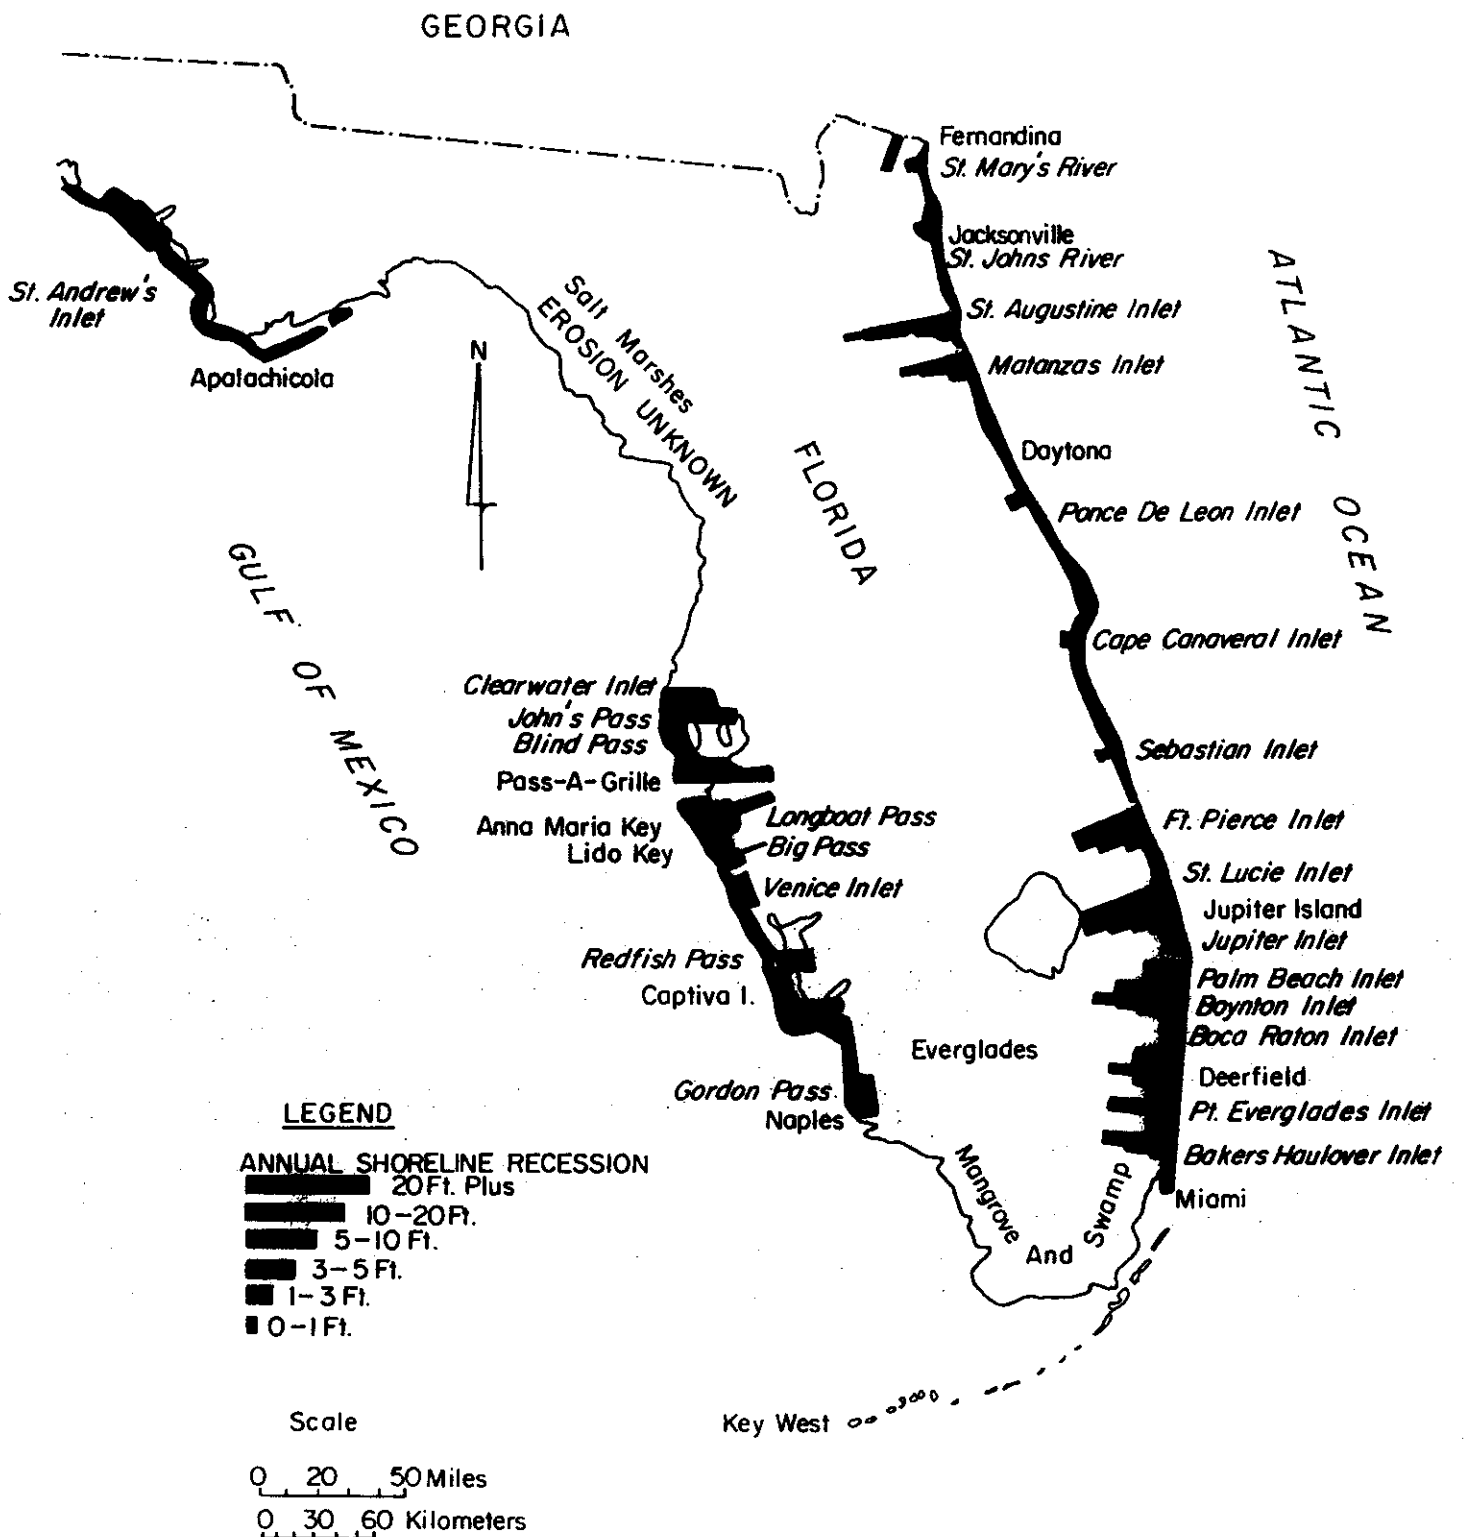 GEORGIA
Fernandina
St. Mary's River
Jacksonville
St. Johns River
St. Andrew's
Inlet
Apalachicola
N
Salt Marshes
EROSION UNKNOWN
St. Augustine Inlet
Matanzas Inlet
ATLANTIC OCEAN
Daytona
FLORIDA
Ponce De Leon Inlet
GULF OF MEXICO
Cape Canaveral Inlet
Clearwater Inlet
John's Pass
Blind Pass
Pass-A-Grille
Sebastian Inlet
Anna Maria Key
Lido Key
Longboat Pass
Big Pass
Venice Inlet
Ft. Pierce Inlet
St. Lucie Inlet
Jupiter Island
Jupiter Inlet
Redfish Pass
Captiva I.
Palm Beach Inlet
Boynton Inlet
Boca Raton Inlet
Everglades
Deerfield
Gordon Pass
Naples
Pt. Everglades Inlet
Bakers Haulover Inlet
Miami
Mangrove And Swamp
LEGEND
ANNUAL SHORELINE RECESSION
20 Ft. Plus
10-20 Ft.
5-10 Ft.
3-5 Ft.
1-3 Ft.
0-1 Ft.
Key West
Scale
0 20 50 Miles
0 30 60 Kilometers